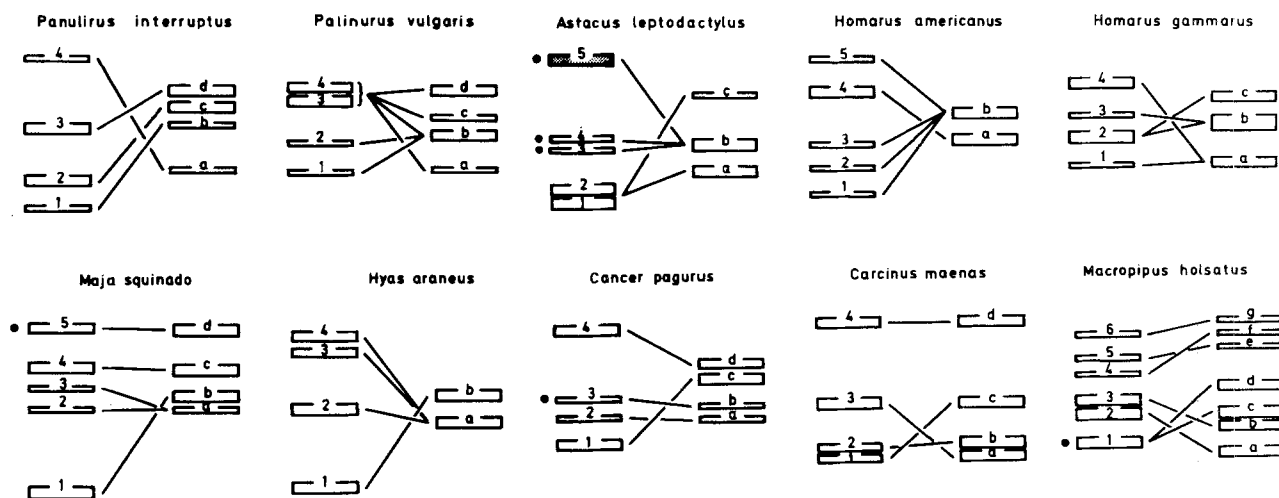 Panulirus interruptus
4
3
2
1
d
c
b
a
Palinurus vulgaris
4
3
2
1
d
c
b
a
Astacus leptodactylus
5
4
2
1
c
b
a
Homarus americanus
5
4
3
2
1
b
a
Homarus gammarus
4
3
2
1
c
b
a
Maja squinado
5
4
3
2
1
d
c
b
a
Hyas araneus
4
3
2
1
b
a
Cancer pagurus
4
3
2
1
d
c
b
a
Carcinus maenas
4
3
2
1
d
c
b
a
Macropipus holsatus
6
5
4
3
2
1
g
f
e
d
c
b
a